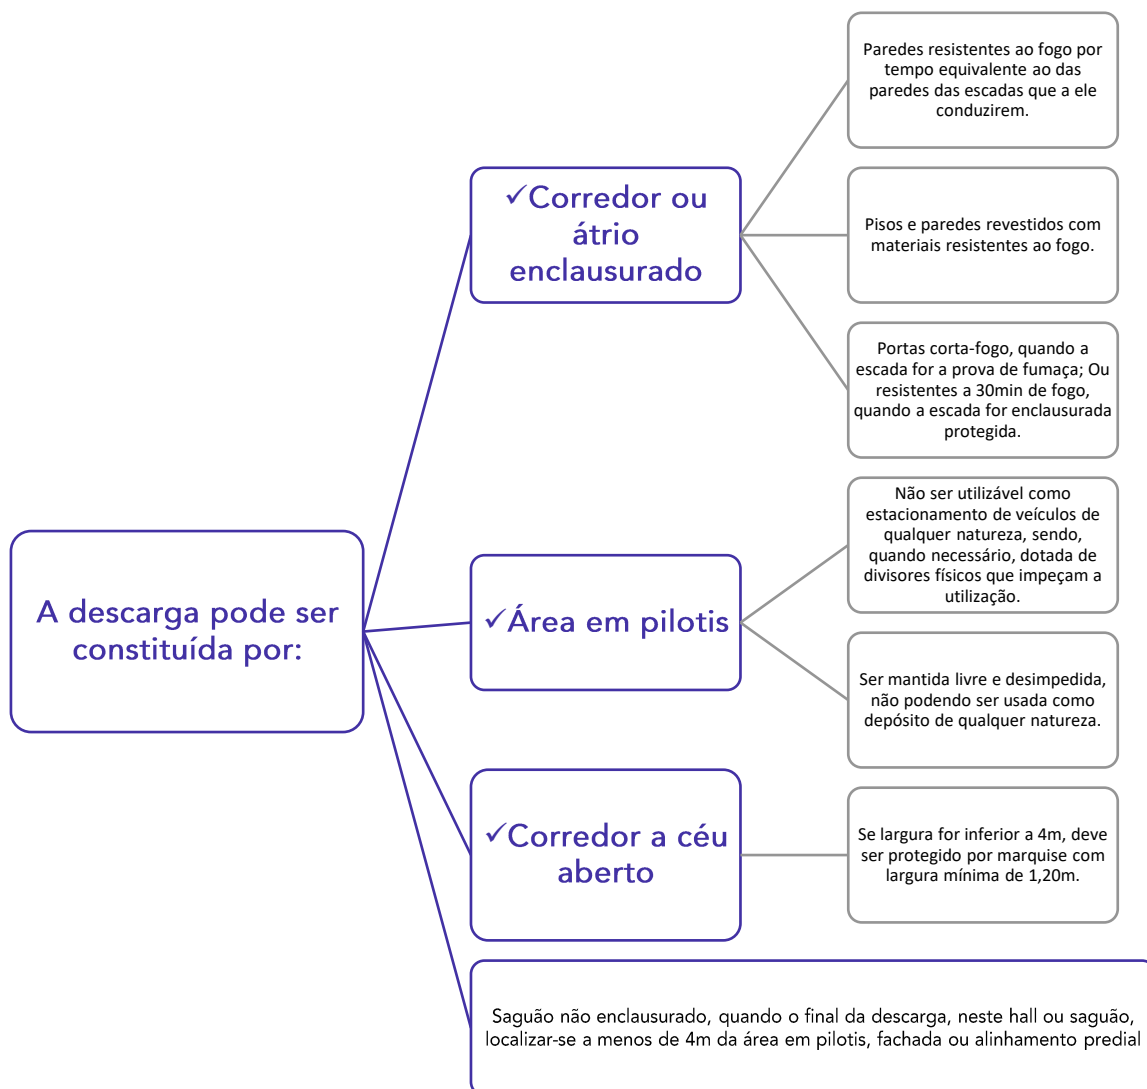 A descarga pode ser
constituída por:
✓Corredor ou
átrio
enclausurado
Paredes resistentes ao fogo por
tempo equivalente ao das
paredes das escadas que a ele
conduzirem.
Pisos e paredes revestidos com
materiais resistentes ao fogo.
Portas corta-fogo, quando a
escada for a prova de fumaça; Ou
resistentes a 30min de fogo,
quando a escada for enclausurada
protegida.
✓Área em pilotis
Não ser utilizável como
estacionamento de veículos de
qualquer natureza, sendo,
quando necessário, dotada de
divisores físicos que impeçam a
utilização.
Ser mantida livre e desimpedida,
não podendo ser usada como
depósito de qualquer natureza.
✓Corredor a céu
aberto
Se largura for inferior a 4m, deve
ser protegido por marquise com
largura mínima de 1,20m.
Saguão não enclausurado, quando o final da descarga, neste hall ou saguão,
localizar-se a menos de 4m da área em pilotis, fachada ou alinhamento predial